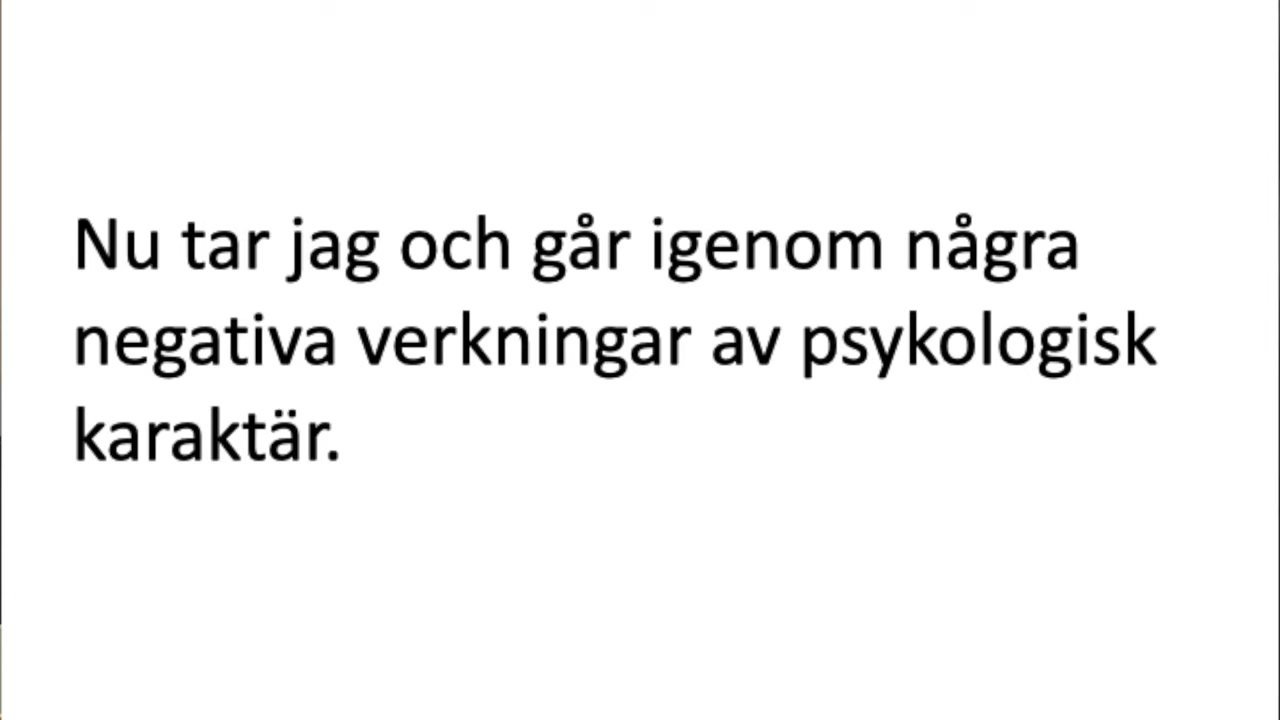 Nu tar jag och går igenom några
negativa verkningar av psykologisk
karaktär.